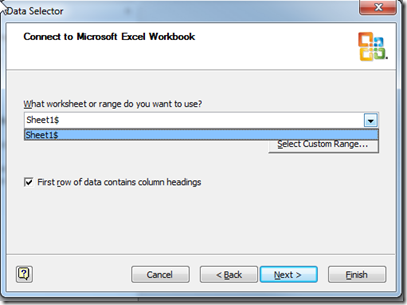 Data Selector
Connect to Microsoft Excel Workbook
What worksheet or range do you want to use?
Sheet1$
Sheet1$
Select Custom Range...
First row of data contains column headings
Cancel
< Back
Next >
Finish